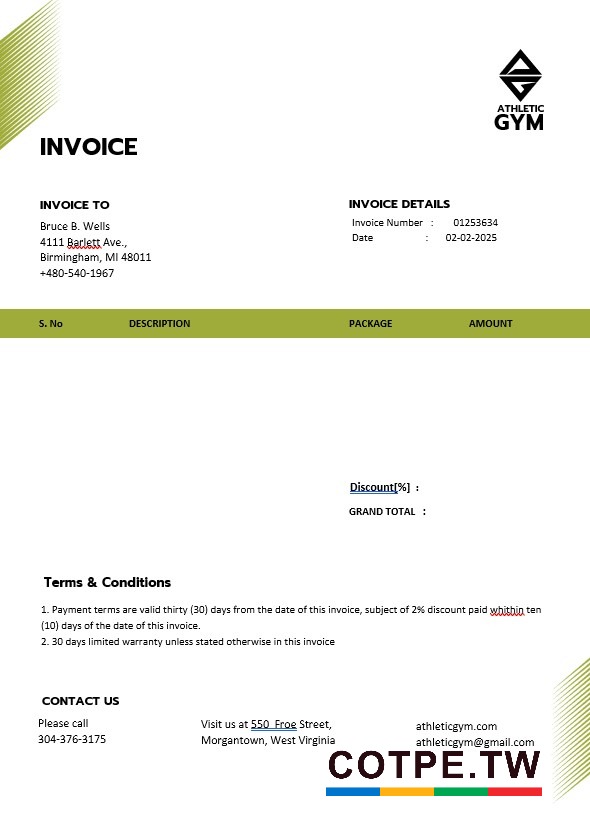 ATHLETIC
GYM
INVOICE
INVOICE TO
Bruce B. Wells
4111 Barlett Ave.,
Birmingham, MI 48011
+480-540-1967
INVOICE DETAILS
Invoice Number : 01253634
Date : 02-02-2025
S. No DESCRIPTION PACKAGE AMOUNT
Discount[%] :
GRAND TOTAL :
Terms & Conditions
1. Payment terms are valid thirty (30) days from the date of this invoice, subject of 2% discount paid whithin ten
(10) days of the date of this invoice.
2. 30 days limited warranty unless stated otherwise in this invoice
CONTACT US
Please call
304-376-3175
Visit us at 550 Froe Street,
Morgantown, West Virginia
athleticgym.com
athleticgym@gmail.com
COTPE.TW